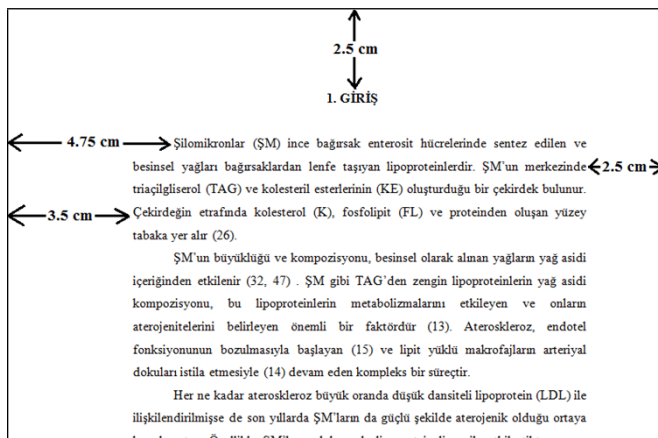 2.5 cm
1. GİRİŞ
4.75 cm
Şilomikronlar (ŞM) ince bağırsak enterosit hücrelerinde sentez edilen ve
besinsel yağları bağırsaklardan lenfe taşıyan lipoproteinlerdir. ŞM’un merkezinde
2.5 cm
triaçilgliserol (TAG) ve kolesteril esterlerinin (KE) oluşturduğu bir çekirdek bulunur.
3.5 cm
Çekirdeğin etrafında kolesterol (K), fosfolipit (FL) ve proteinden oluşan yüzey
tabaka yer alır (26).
ŞM’un büyüklüğü ve kompozisyonu, besinsel olarak alınan yağların yağ asidi
içeriğinden etkilenir (32, 47) . ŞM gibi TAG’den zengin lipoproteinlerin yağ asidi
kompozisyonu, bu lipoproteinlerin metabolizmalarını etkileyen ve onların
aterojenitelerini belirleyen önemli bir faktördür (13). Ateroskleroz, endotel
fonksiyonunun bozulmasıyla başlayan (15) ve lipit yüklü makrofajların arteriyal
dokuları istila etmesiyle (14) devam eden kompleks bir süreçtir.
Her ne kadar ateroskleroz büyük oranda düşük dansiteli lipoprotein (LDL) ile
ilişkilendirilmişse de son yıllarda ŞM’ların da güçlü şekilde aterojenik olduğu ortaya